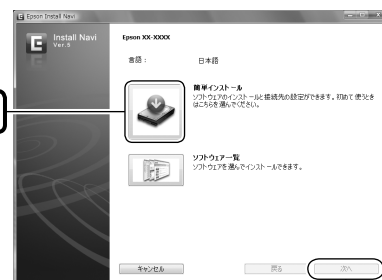 Epson Install Navi
Install Navi
Ver.5
Epson XX-XXXX
言語： 日本語
簡単インストール
ソフトウェアのインストールと接続先の設定ができます。初めて使うとき
はこちらを選んでください。
ソフトウェア一覧
ソフトウェアを選んでインストールできます。
キャンセル 戻る 次へ